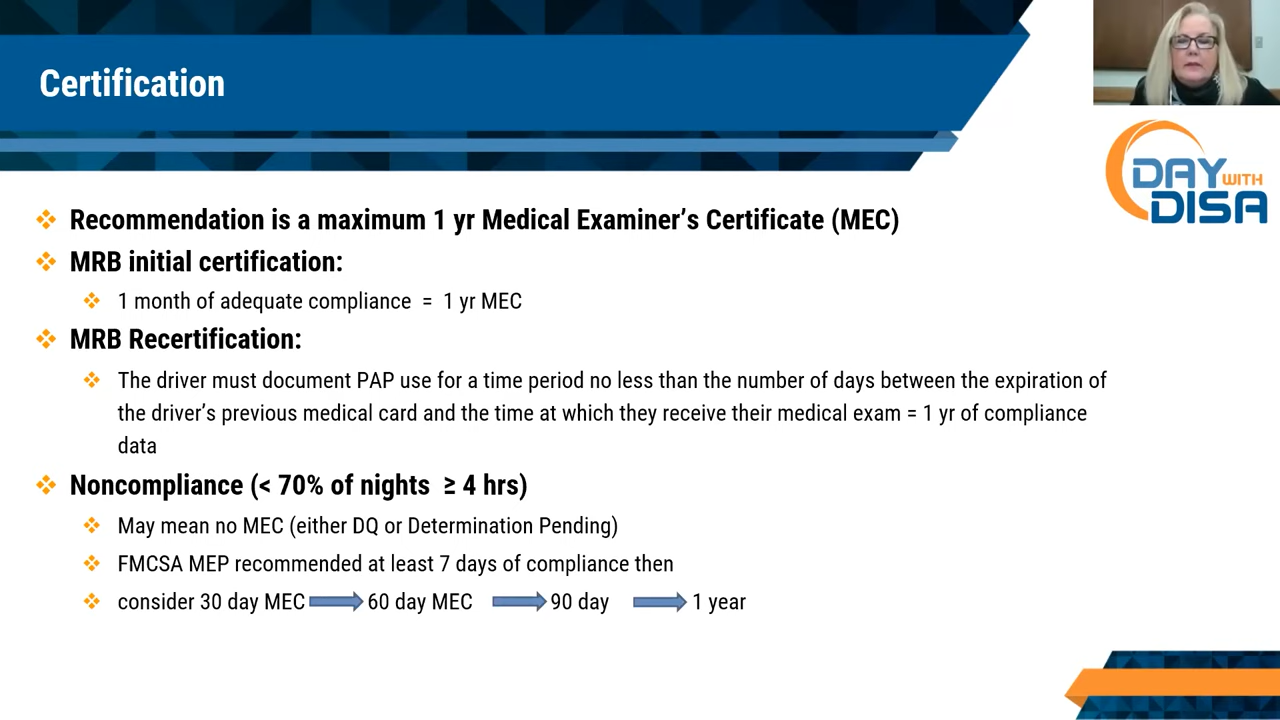 Certification
DAY WITH
DISA
Recommendation is a maximum 1 yr Medical Examiner’s Certificate (MEC)
MRB initial certification:
1 month of adequate compliance = 1 yr MEC
MRB Recertification:
The driver must document PAP use for a time period no less than the number of days between the expiration of
the driver’s previous medical card and the time at which they receive their medical exam = 1 yr of compliance
data
Noncompliance (< 70% of nights ≥ 4 hrs)
May mean no MEC (either DQ or Determination Pending)
FMCSA MEP recommended at least 7 days of compliance then
consider 30 day MEC 60 day MEC 90 day 1 year